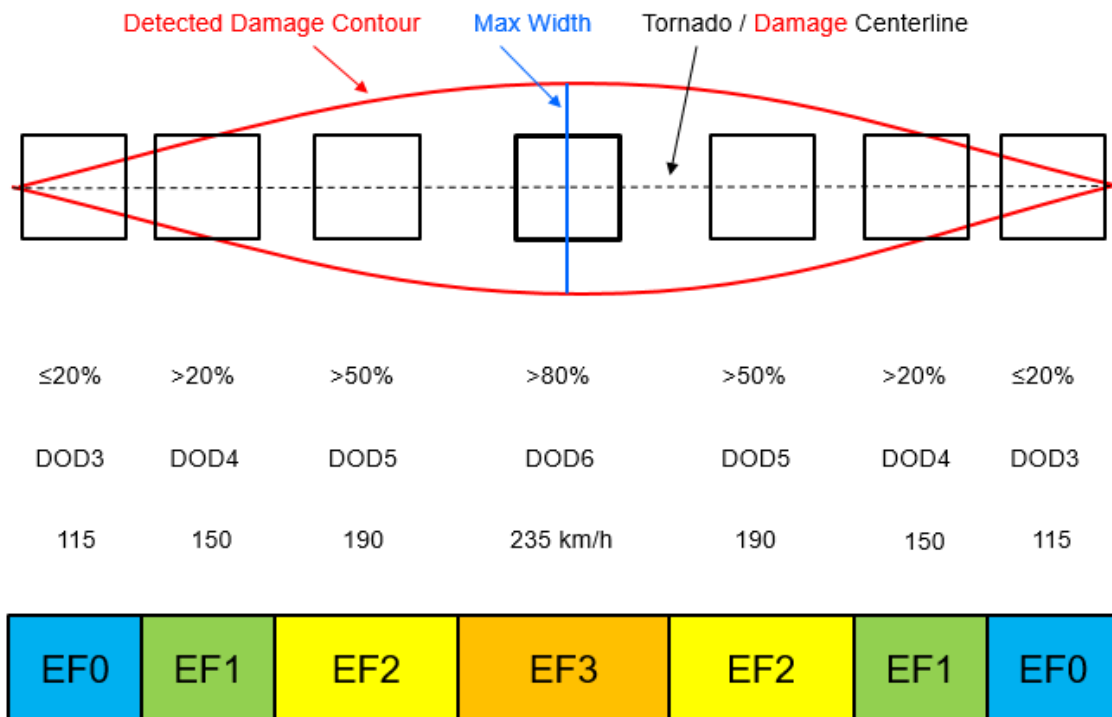 Detected Damage Contour Max Width Tornado / Damage Centerline
≤20% >20% >50% >80% >50% >20% ≤20%
DOD3 DOD4 DOD5 DOD6 DOD5 DOD4 DOD3
115 150 190 235 km/h 190 150 115
EF0 EF1 EF2 EF3 EF2 EF1 EF0